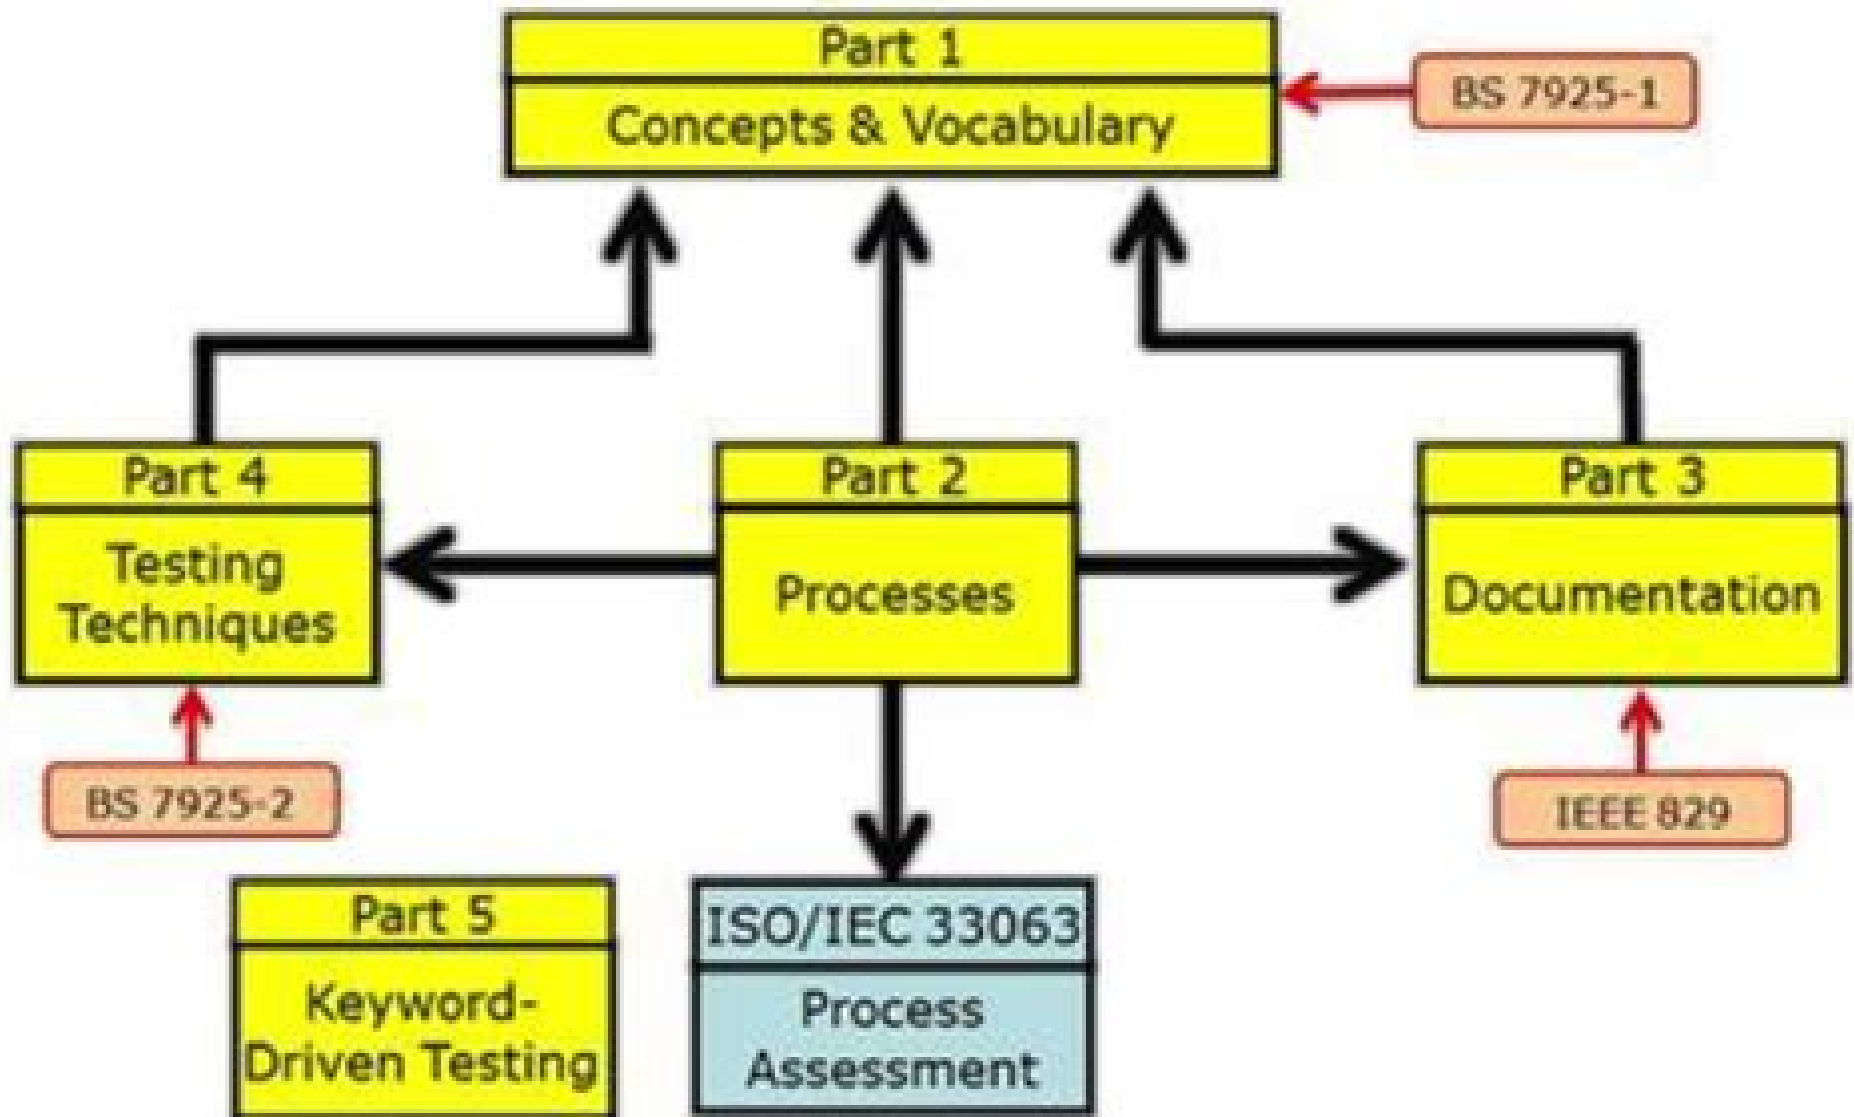 Part 1
Concepts & Vocabulary
BS 7925-1
Part 4
Testing
Techniques
Part 2
Processes
Part 3
Documentation
BS 7925-2
IEEE 829
Part 5
Keyword-
Driven Testing
ISO/IEC 33063
Process
Assessment